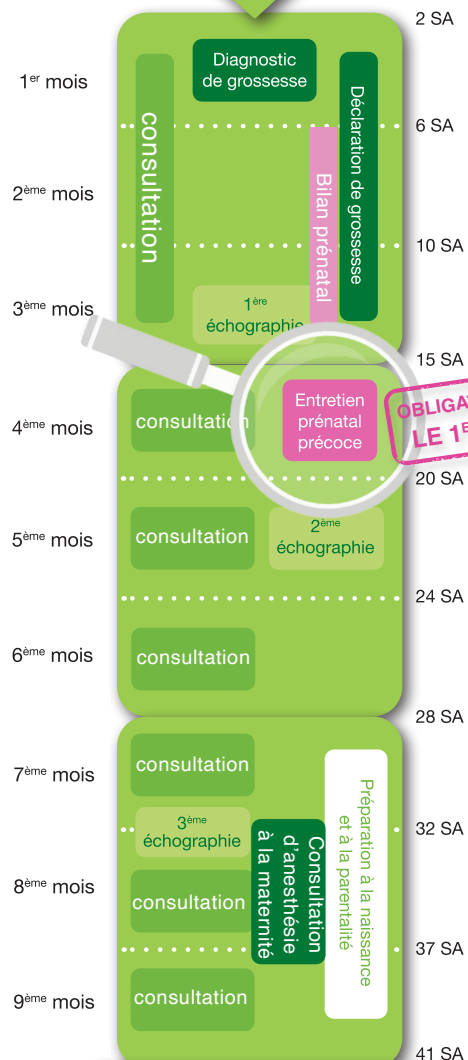 2 SA
1er mois
Diagnostic
de grossesse
consultation
Déclaration de grossesse
6 SA
2ème mois
Bilan prénatal
10 SA
3ème mois
1ère
échographie
15 SA
4ème mois
consultation
Entretien
prénatal
précoce
LE 1
20 SA
5ème mois
consultation
2ème
échographie
24 SA
6ème mois
consultation
28 SA
7ème mois
consultation
Préparation à la naissance
et à la parentalité
3ème
échographie
32 SA
Consultation
d'anesthésie
à la maternité
8ème mois
consultation
37 SA
9ème mois
consultation
41 SA